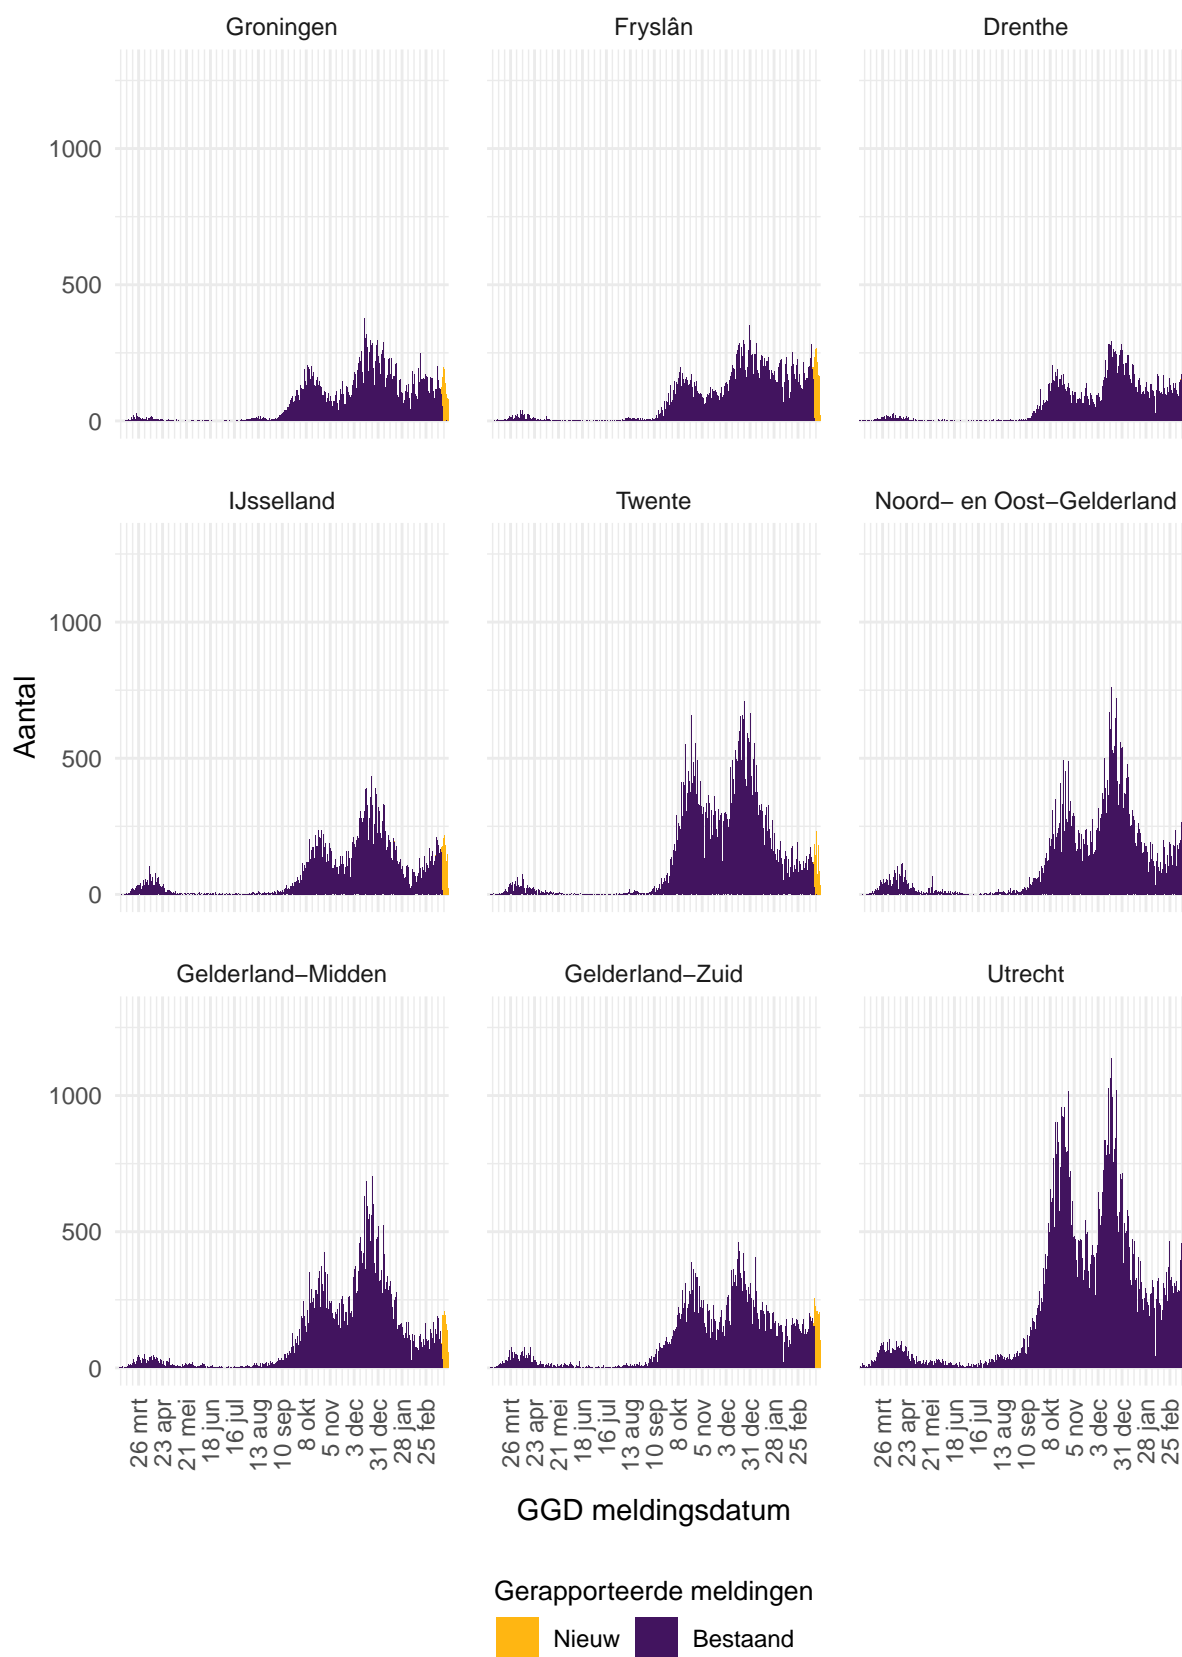 Groningen
Fryslân
Drenthe
1000
500
0
IJsselland
Twente
Noord− en Oost−Gelderland
1000
500
0
Aantal
Gelderland−Midden
Gelderland−Zuid
Utrecht
1000
500
0
26 mrt
23 apr
21 mei
18 jun
16 jul
13 aug
10 sep
8 okt
5 nov
3 dec
31 dec
28 jan
25 feb
26 mrt
23 apr
21 mei
18 jun
16 jul
13 aug
10 sep
8 okt
5 nov
3 dec
31 dec
28 jan
25 feb
26 mrt
23 apr
21 mei
18 jun
16 jul
13 aug
10 sep
8 okt
5 nov
3 dec
31 dec
28 jan
25 feb
GGD meldingsdatum
Gerapporteerde meldingen
Nieuw
Bestaand